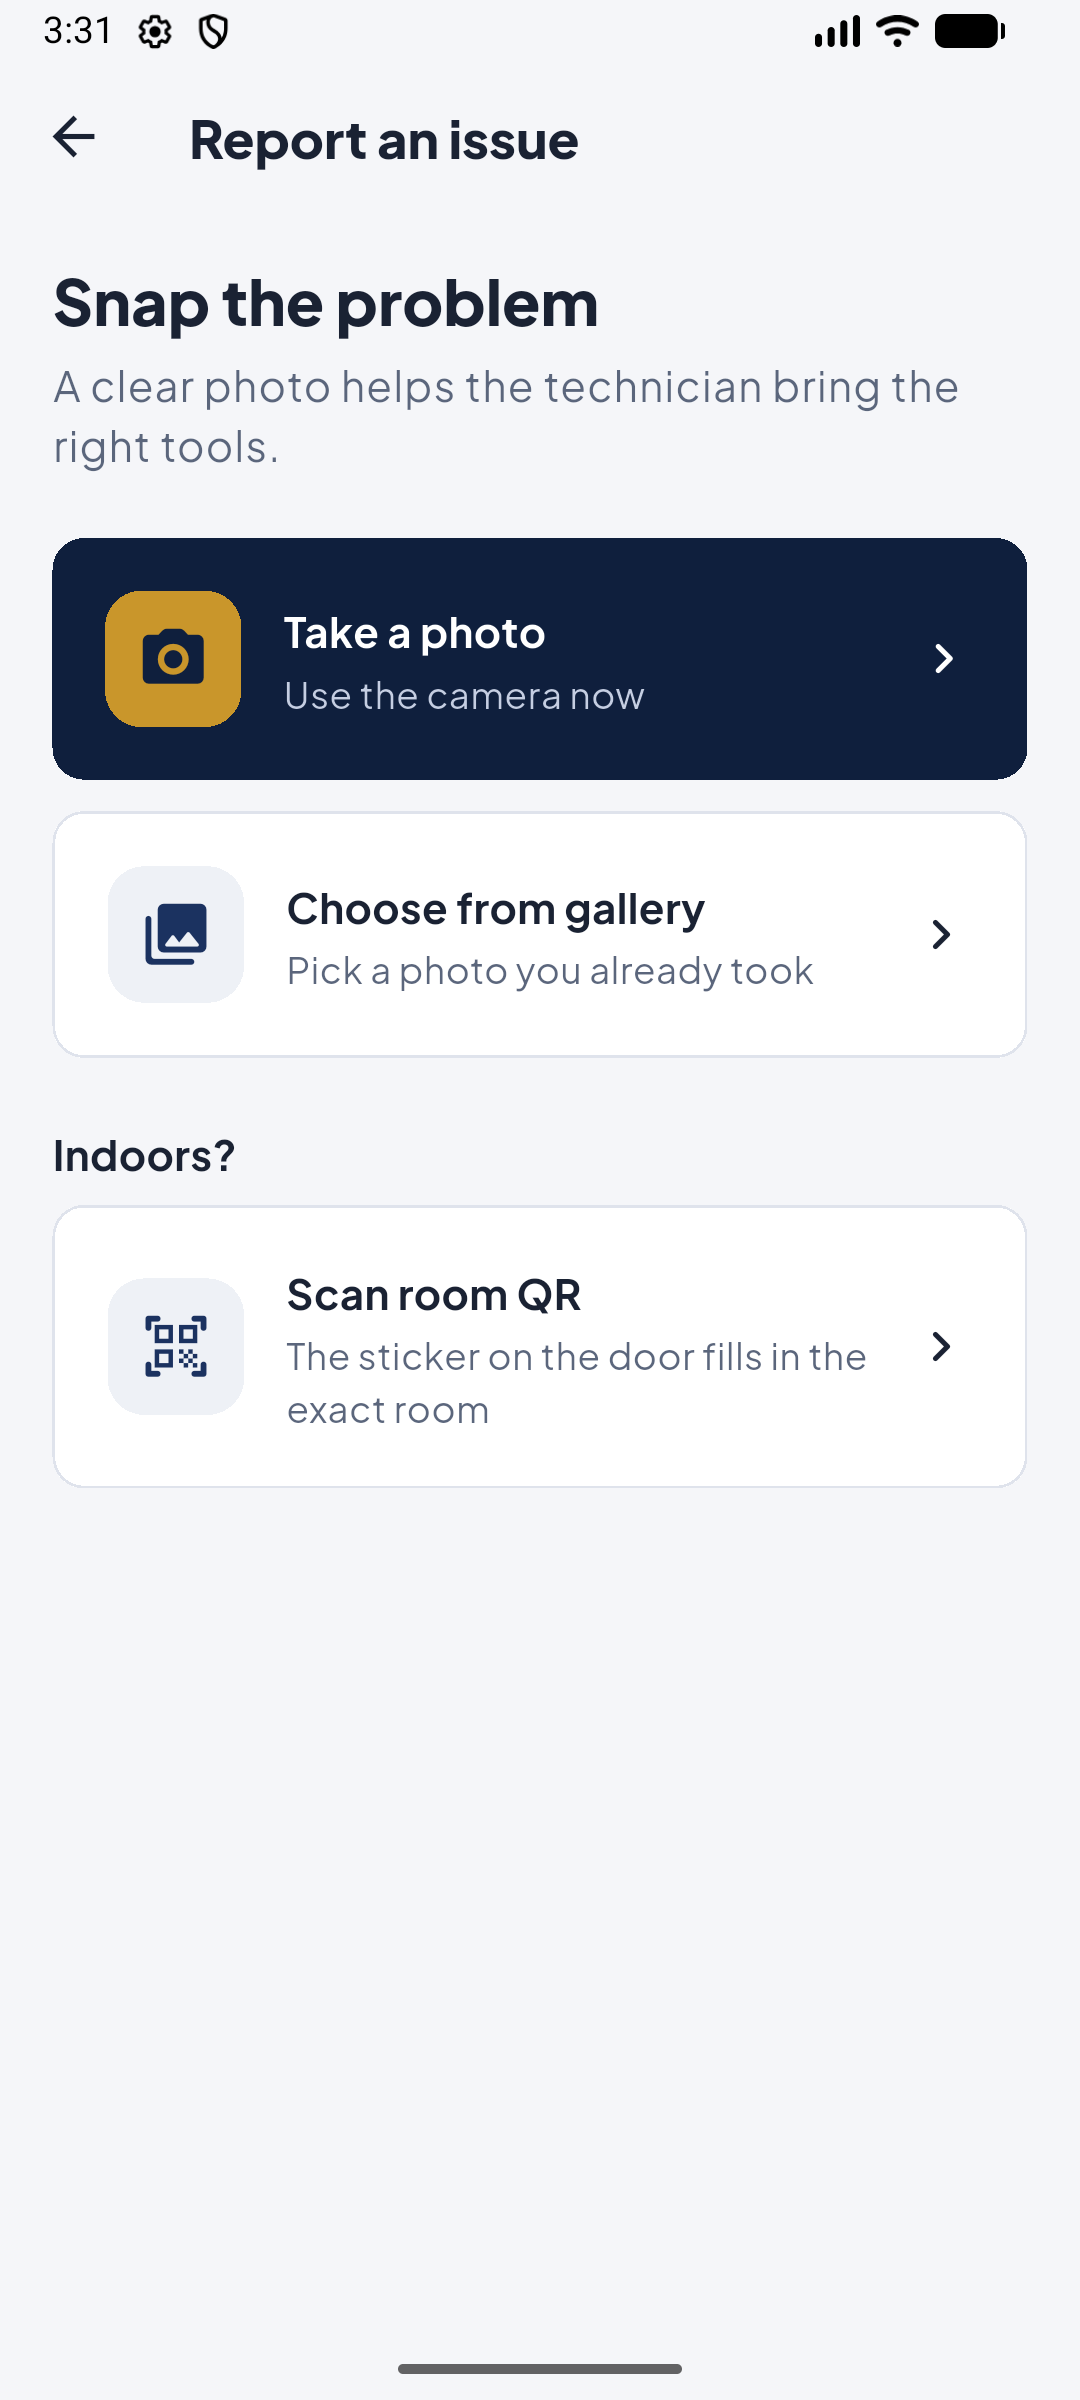 3:31
Report an issue
Snap the problem
A clear photo helps the technician bring the
right tools.
Take a photo
Use the camera now
Choose from gallery
Pick a photo you already took
Indoors?
Scan room QR
The sticker on the door fills in the
exact room